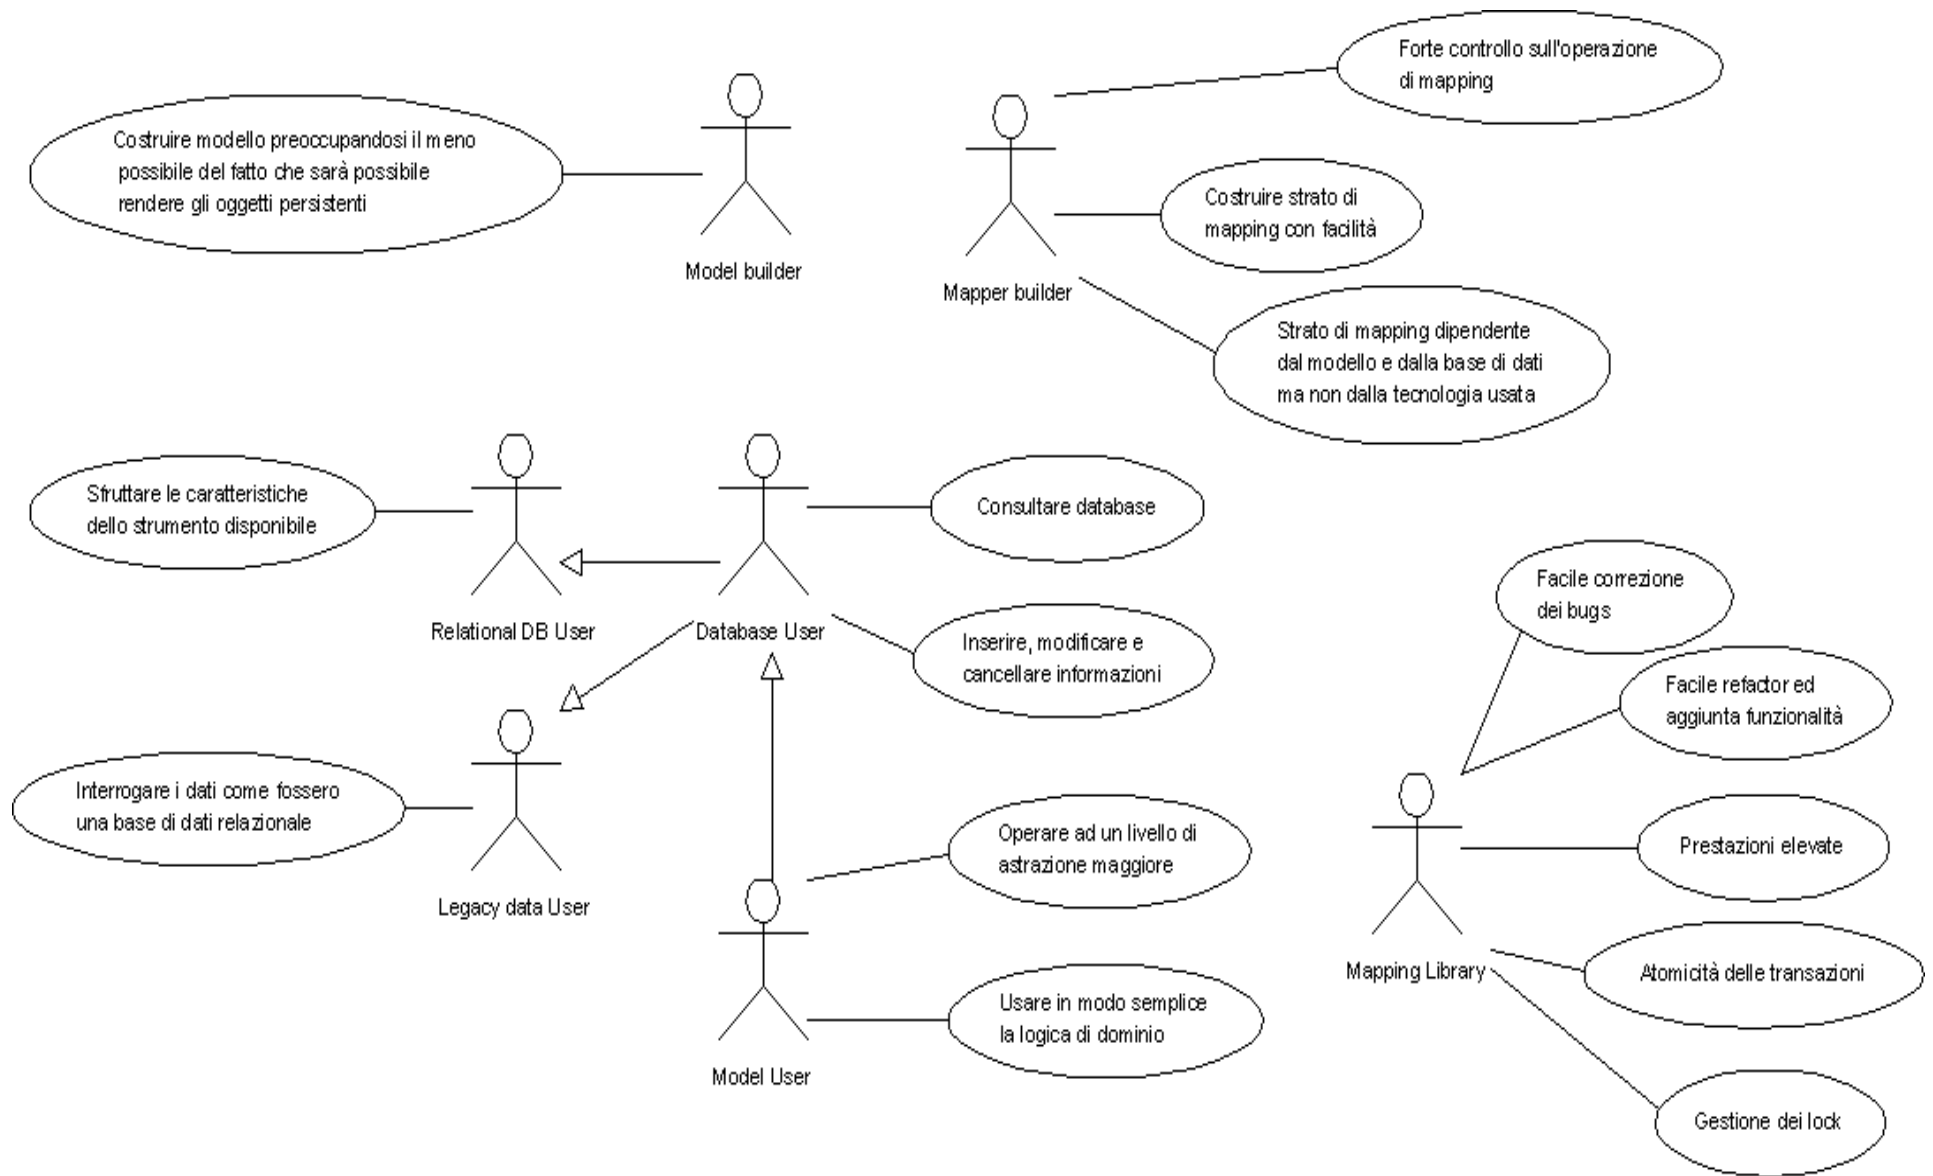 Forte controllo sull'operazione
di mapping
Costruire modello preoccupandosi il meno
possibile del fatto che sarà possibile
rendere gli oggetti persistenti
Model builder
Costruire strato di
mapping con facilità
Mapper builder
Strato di mapping dipendente
dal modello e dalla base di dati
ma non dalla tecnologia usata
Sfruttare le caratteristiche
dello strumento disponibile
Relational DB User
Database User
Consultare database
Inserire, modificare e
cancellare informazioni
Facile correzione
dei bugs
Facile refactor ed
aggiunta funzionalità
Interrogare i dati come fossero
una base di dati relazionale
Legacy data User
Operare ad un livello di
astrazione maggiore
Prestazioni elevate
Mapping Library
Atomicità delle transazioni
Usare in modo semplice
la logica di dominio
Model User
Gestione dei lock